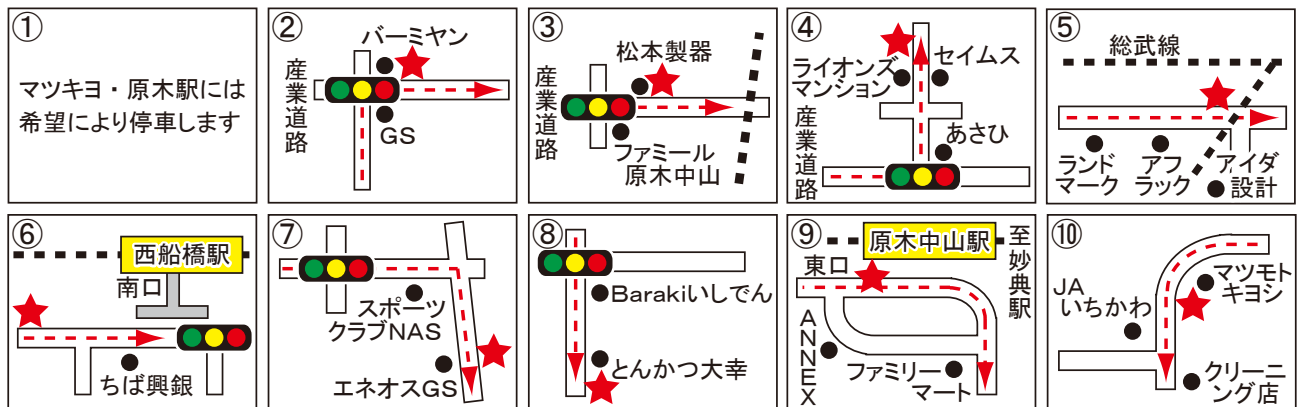 ①
マツキヨ・原木駅には
希望により停車します
②
バーミヤン
産業道路
GS
③
松本製器
産業道路
ファミール
原木中山
④
セイムス
ライオンズ
マンション
産業道路
あさひ
⑤
総武線
ランド
マーク
アフ
ラック
アイダ
設計
⑥
西船橋駅
南口
ちば興銀
⑦
スポーツ
クラブNAS
エネオスGS
⑧
Barakiいしでん
とんかつ大幸
⑨
原木中山駅
至妙典駅
東口
ANNEX
ファミリー
マート
⑩
マツモト
キヨシ
JA
いちかわ
クリーニ
ング店